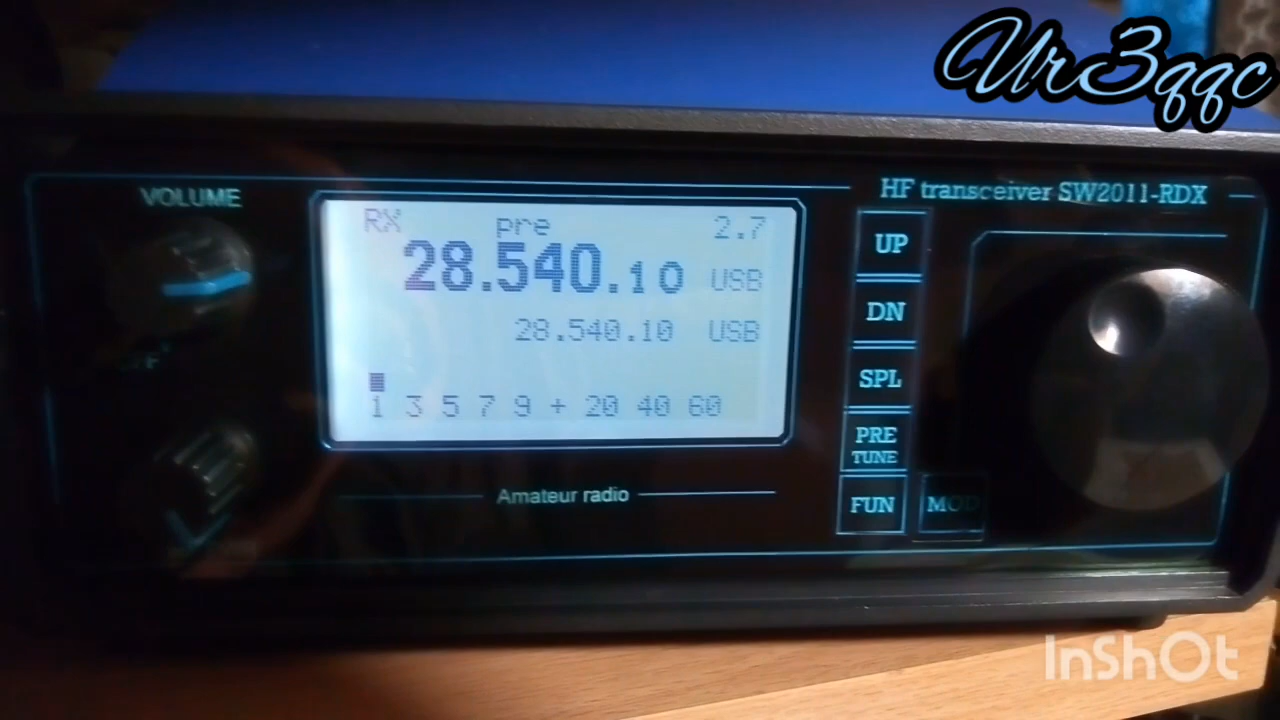 Ur3qqc
VOLUME
HF transceiver SW2011-RDX
RX pre 2.7
28.540.10 USB
28.540.10 USB
1 3 5 7 9 + 20 40 60
UP
DN
SPL
PRE
TUNE
FUN
MOD
Amateur radio
InShOt